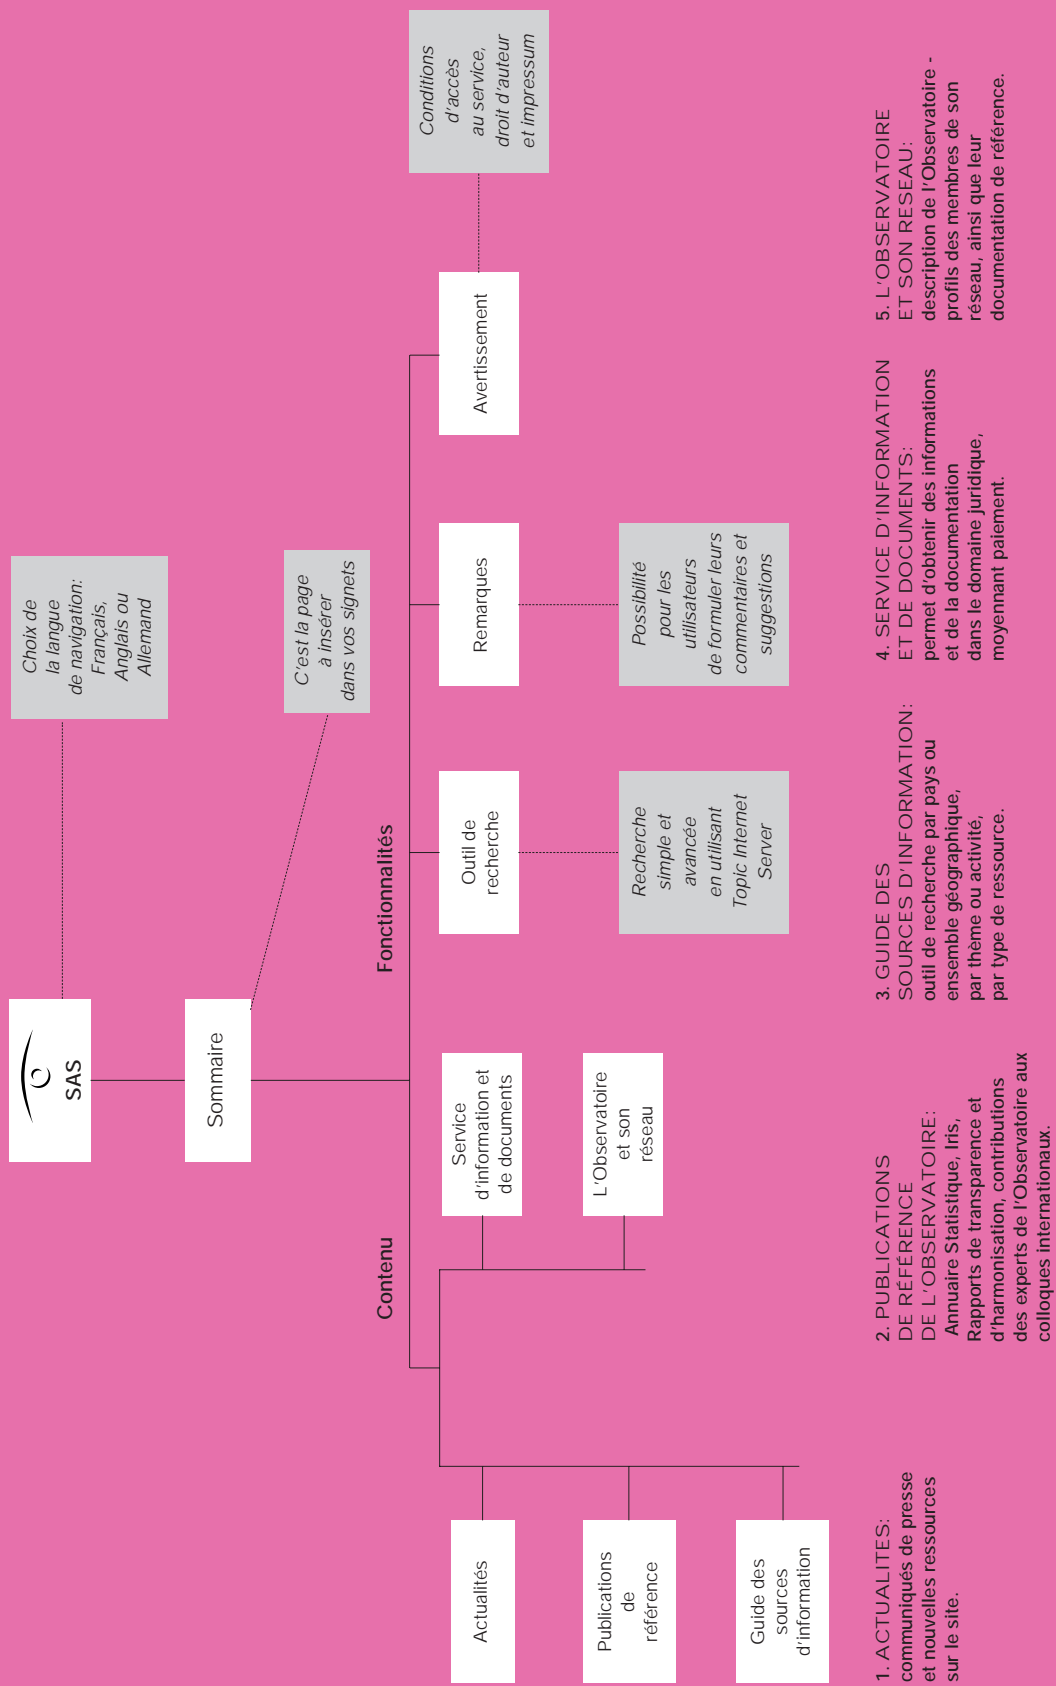 SAS
Choix de
la langue
de navigation:
Français,
Anglais ou
Allemand
Sommaire
C'est la page
à insérer
dans vos signets
Contenu
Fonctionnalités
Actualités
Publications
de
référence
Guide des
sources
d'information
Service
d'information et
de documents
L'Observatoire
et son
réseau
Outil de
recherche
Recherche
simple et
avancée
en utilisant
Topic Internet
Server
Remarques
Possibilité
pour les
utilisateurs
de formuler leurs
commentaires et
suggestions
Avertissement
Conditions
d'accès
au service,
droit d'auteur
et impressum
1. ACTUALITES:
communiqués de presse
et nouvelles ressources
sur le site.
2. PUBLICATIONS
DE RÉFÉRENCE
DE L'OBSERVATOIRE:
Annuaire Statistique, Iris,
Rapports de transparence et
d'harmonisation, contributions
des experts de l'Observatoire aux
colloques internationaux.
3. GUIDE DES
SOURCES D'INFORMATION:
outil de recherche par pays ou
ensemble géographique,
par thème ou activité,
par type de ressource.
4. SERVICE D'INFORMATION
ET DE DOCUMENTS:
permet d'obtenir des informations
et de la documentation
dans le domaine juridique,
moyennant paiement.
5. L'OBSERVATOIRE
ET SON RESEAU:
description de l'Observatoire -
profils des membres de son
réseau, ainsi que leur
documentation de référence.